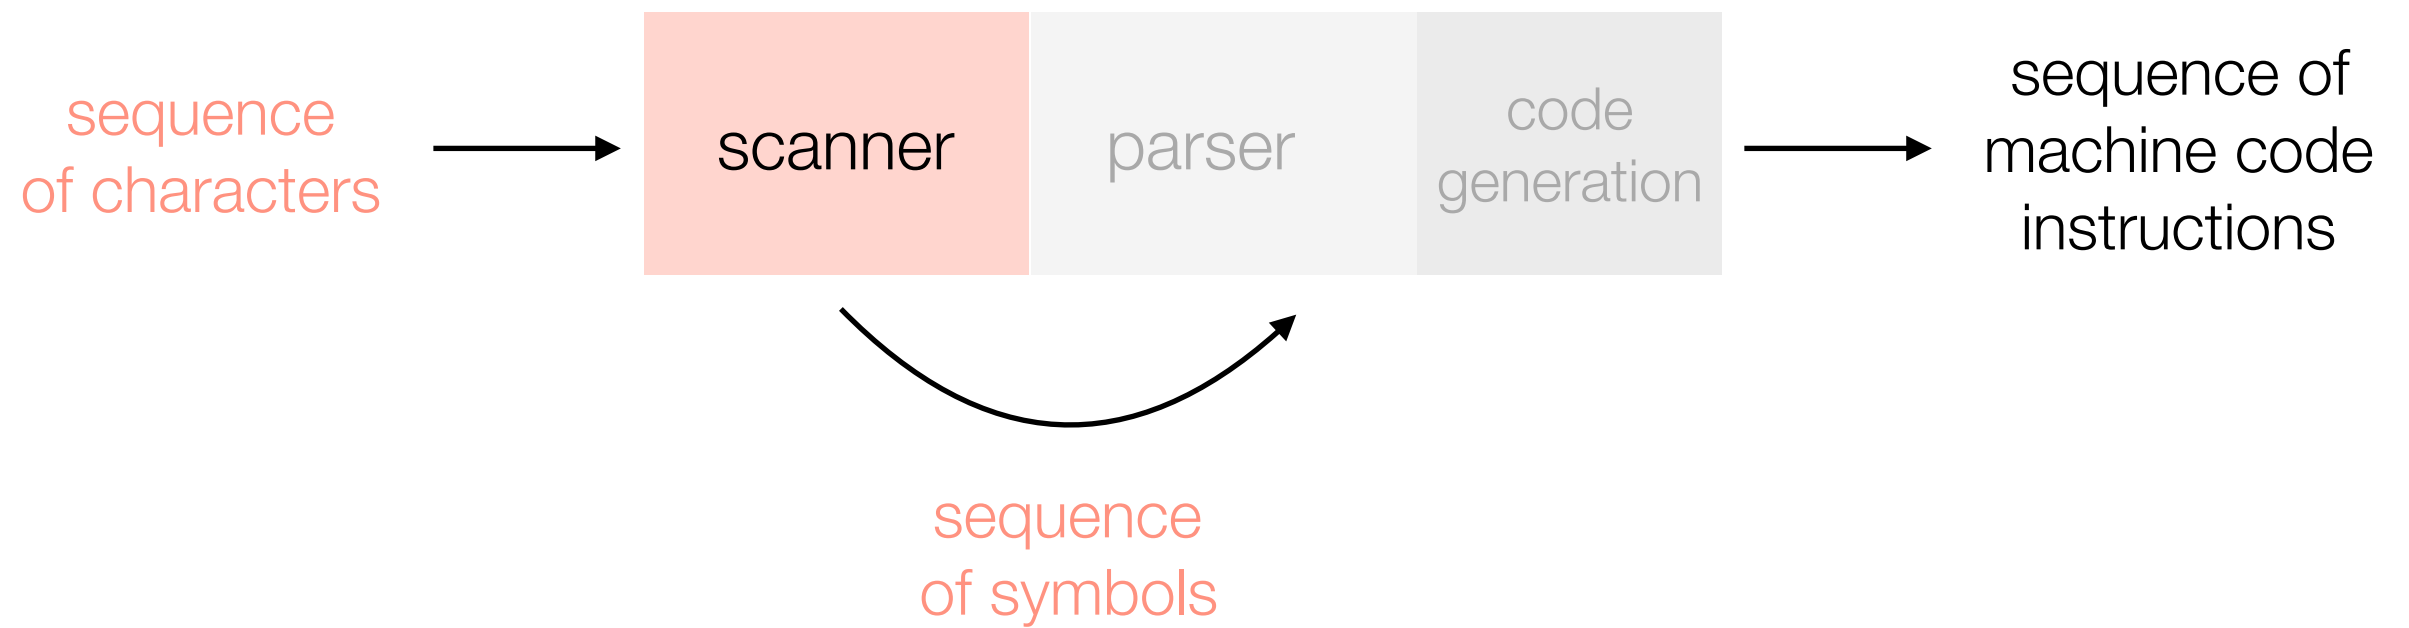 sequence
of characters
scanner
parser
code
generation
sequence of
machine code
instructions
sequence
of symbols